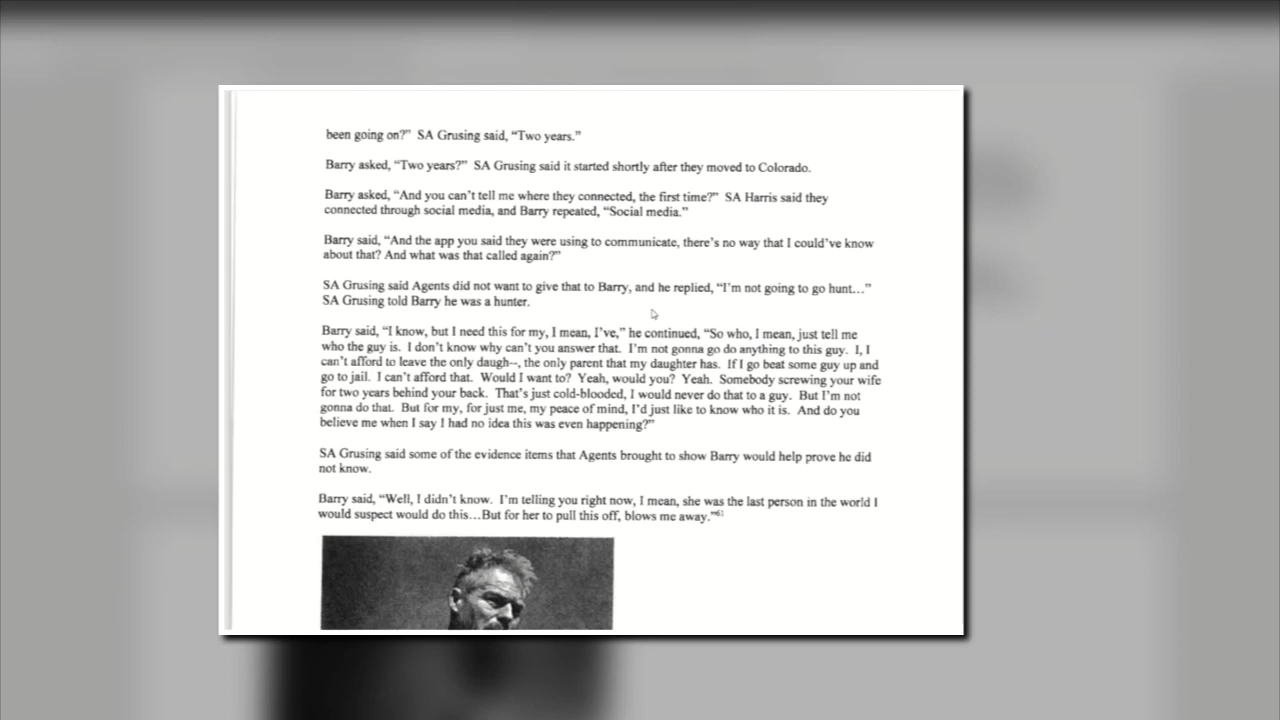 been going on?” SA Grusing said, “Two years.”
Barry asked, “Two years?” SA Grusing said it started shortly after they moved to Colorado.
Barry asked, “And you can’t tell me where they connected, the first time?” SA Harris said they
connected through social media, and Barry repeated, “Social media.”
Barry said, “And the app you said they were using to communicate, there’s no way that I could’ve know
about that? And what was that called again?”
SA Grusing said Agents did not want to give that to Barry, and he replied, “I’m not going to go hunt…”
SA Grusing told Barry he was a hunter.
Barry said, “I know, but I need this for my, I mean, I’ve,” he continued, “So who, I mean, just tell me
who the guy is. I don’t know why can’t you answer that. I’m not gonna go do anything to this guy. I, I
can’t afford to leave the only daugh--, the only parent that my daughter has. If I go beat some guy up and
go to jail. I can’t afford that. Would I want to? Yeah, would you? Yeah. Somebody screwing your wife
for two years behind your back. That’s just cold-blooded, I would never do that to a guy. But I’m not
gonna do that. But for my, for just me, my peace of mind, I’d just like to know who it is. And do you
believe me when I say I had no idea this was even happening?”
SA Grusing said some of the evidence items that Agents brought to show Barry would help prove he did
not know.
Barry said, “Well, I didn’t know. I’m telling you right now, I mean, she was the last person in the world I
would suspect would do this…But for her to pull this off, blows me away.”61